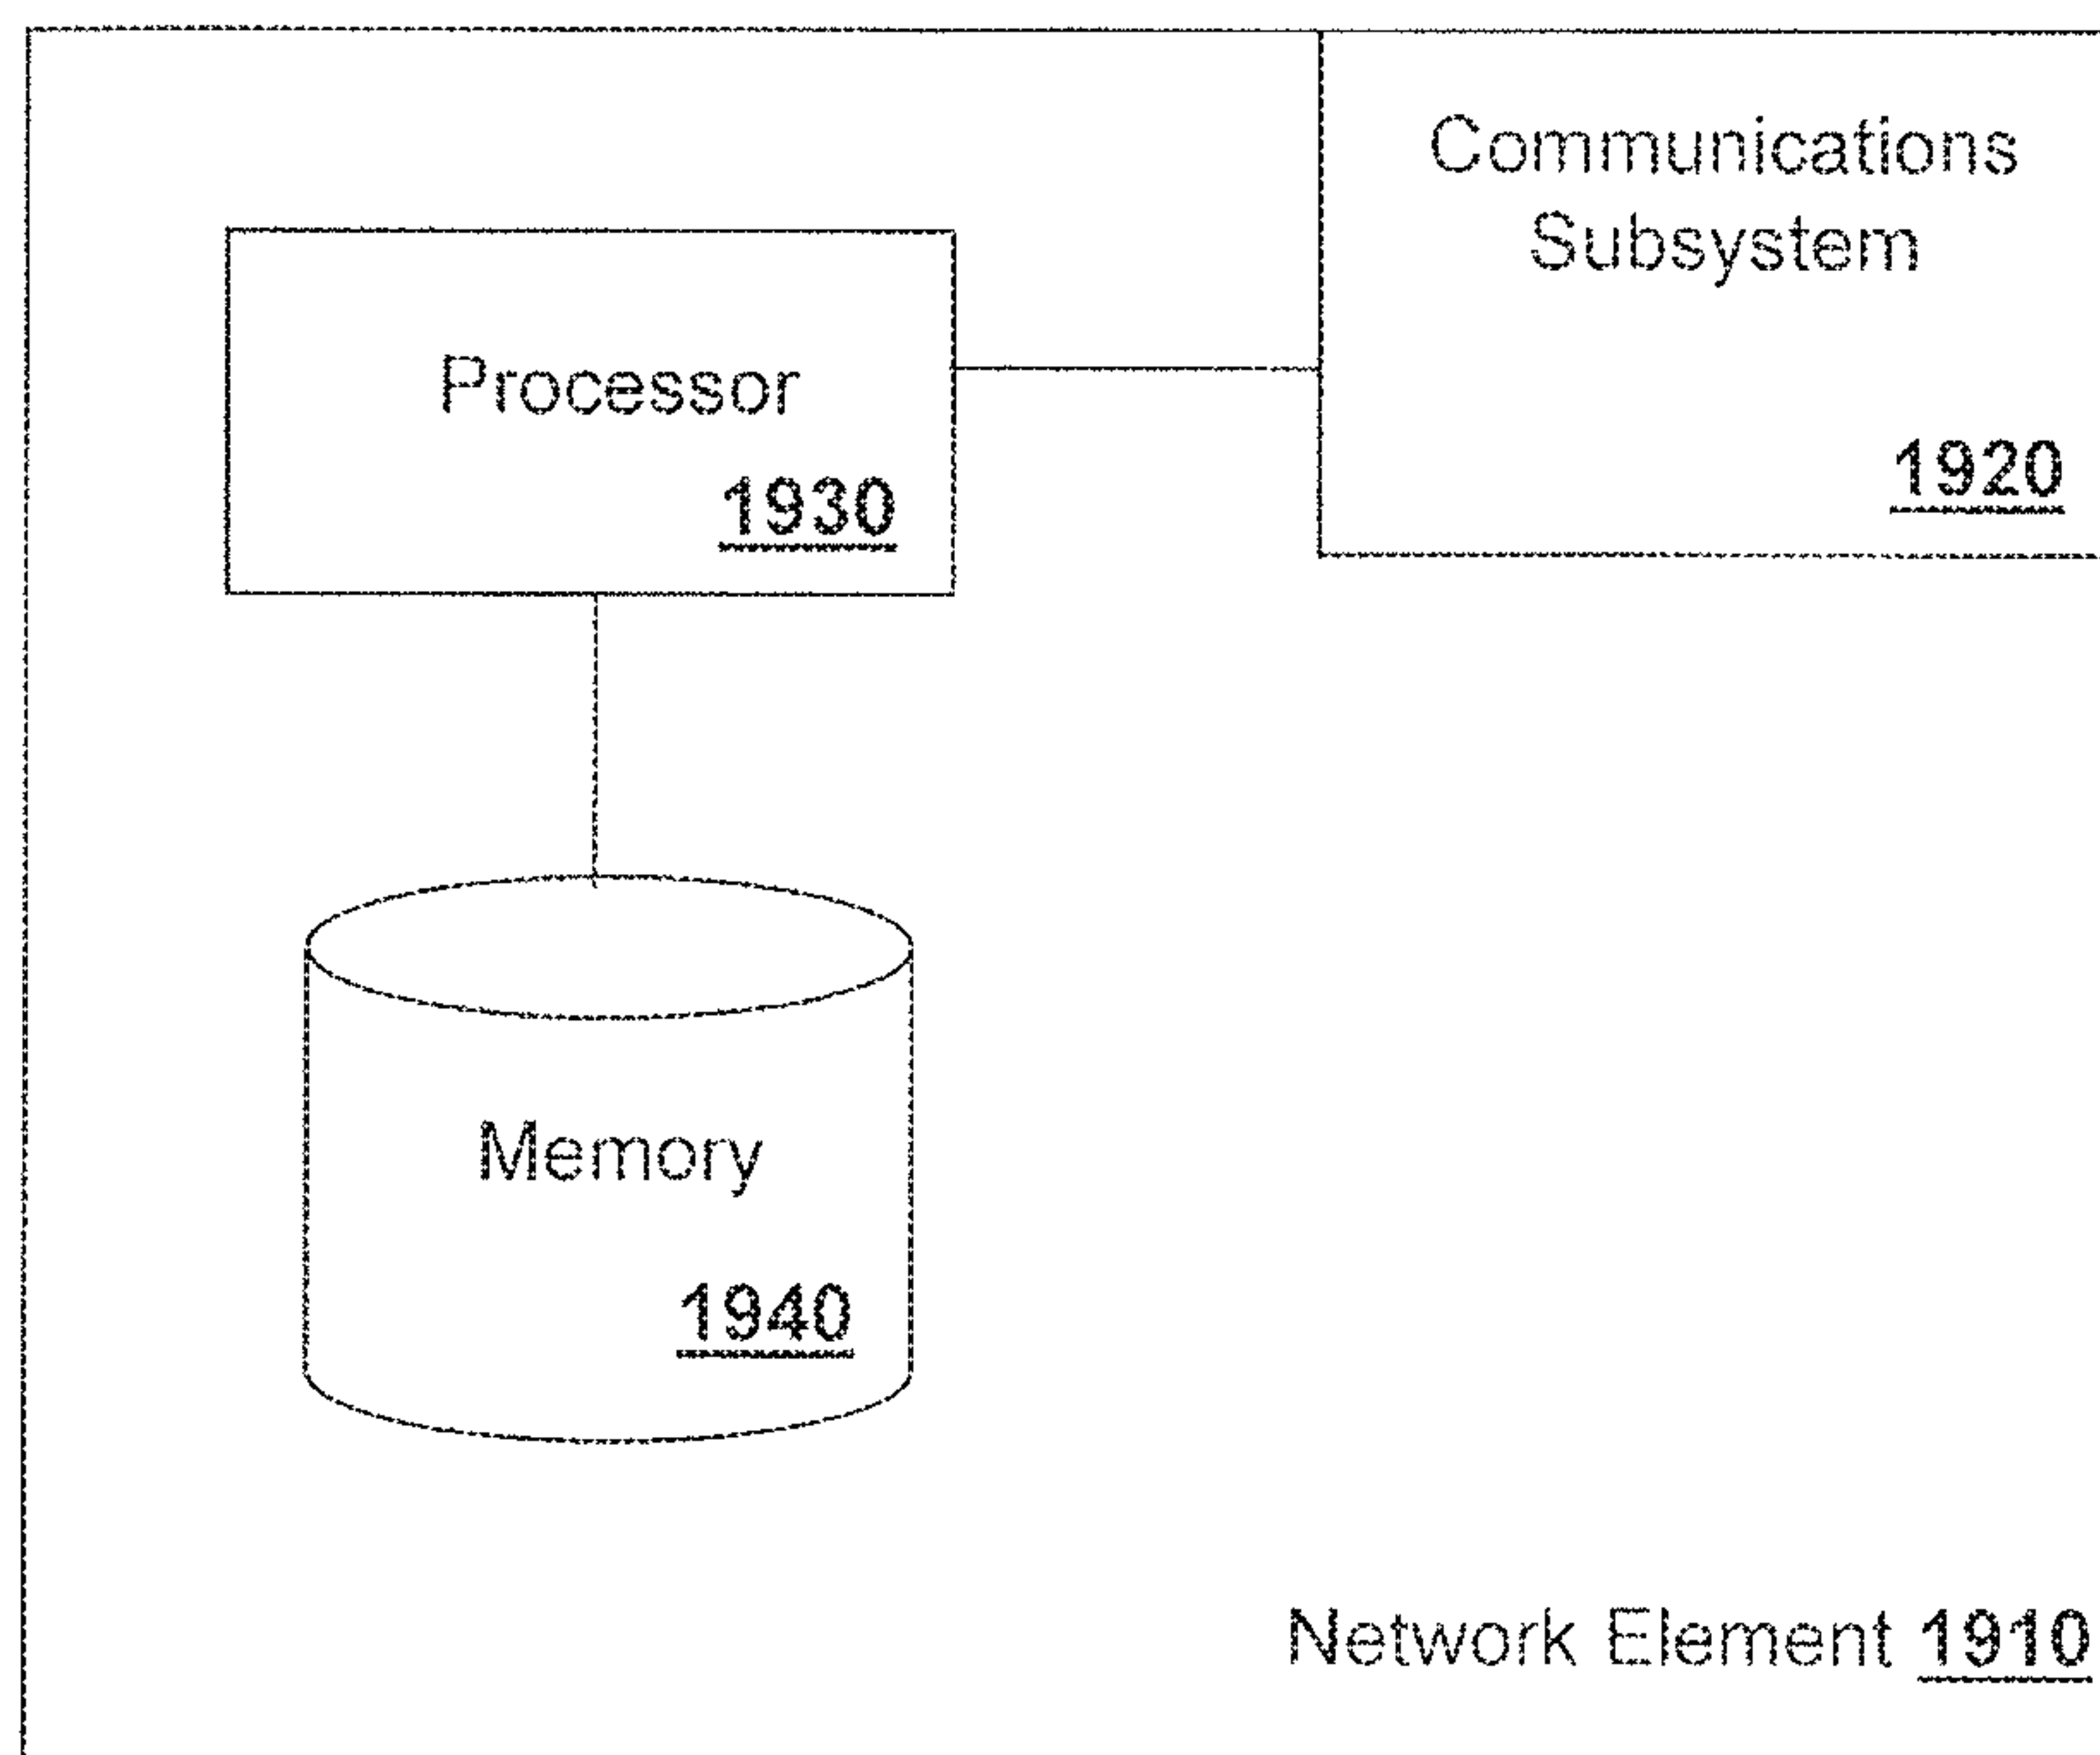 Communications
Subsystem
1920
Processor
1930
Memory
1940
Network Element 1910